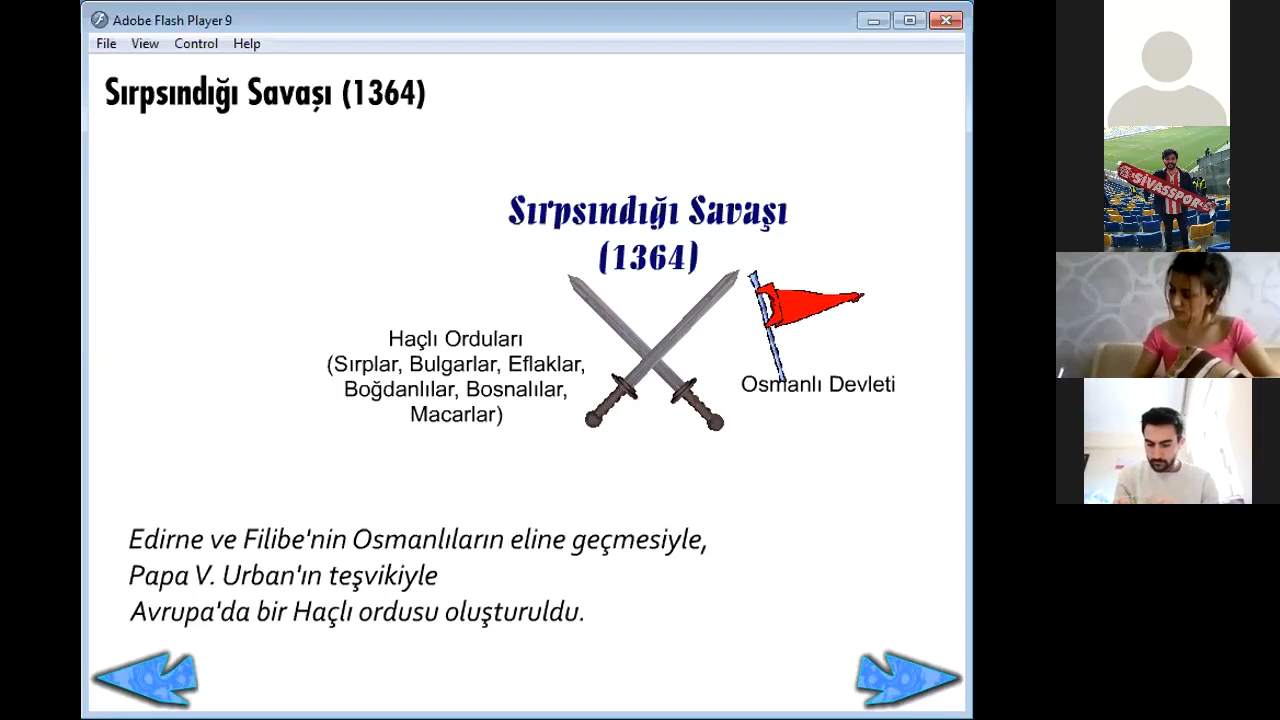 Adobe Flash Player 9
File View Control Help
Sırpsındığı Savaşı (1364)
Sırpsındığı Savaşı
(1364)
Haçlı Orduları
(Sırplar, Bulgarlar, Eflaklar,
Boğdanlılar, Bosnalılar,
Macarlar)
Osmanlı Devleti
Edirne ve Filibe'nin Osmanlıların eline geçmesiyle,
Papa V. Urban'ın teşvikiyle
Avrupa'da bir Haçlı ordusu oluşturuldu.
SİVASSPOR